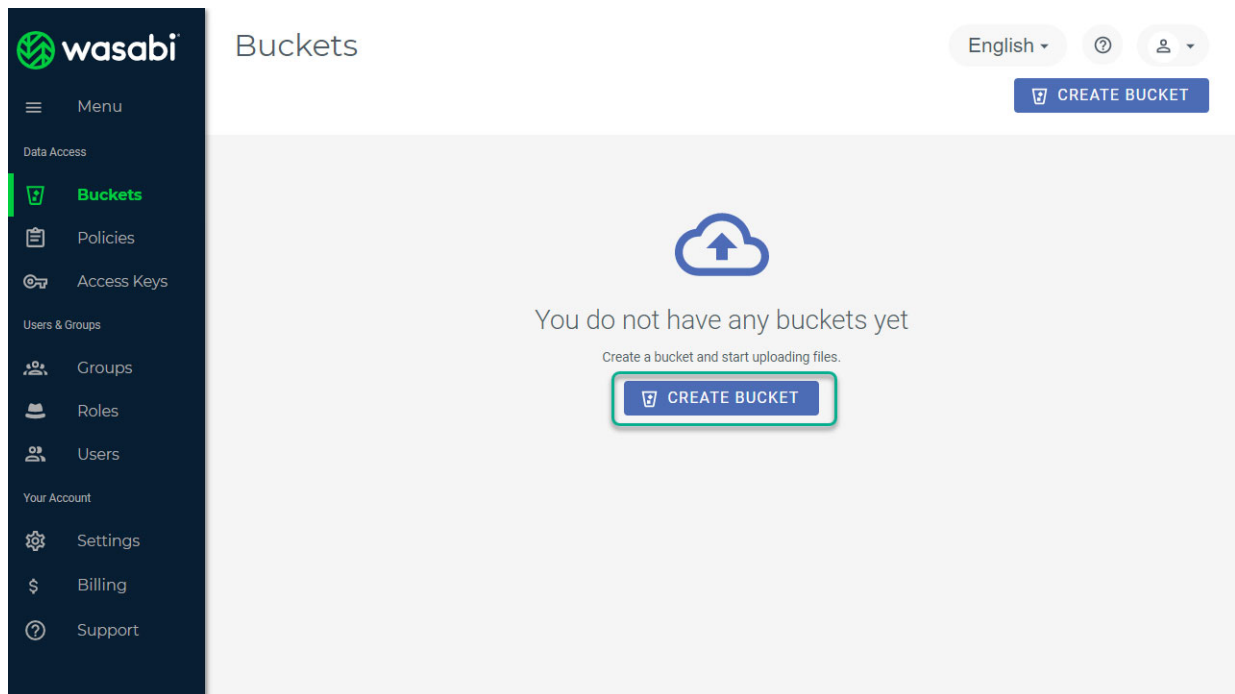 wasabi
Menu
Data Access
Buckets
Policies
Access Keys
Users & Groups
Groups
Roles
Users
Your Account
Settings
$ Billing
Support
Buckets
English
CREATE BUCKET
You do not have any buckets yet
Create a bucket and start uploading files.
CREATE BUCKET